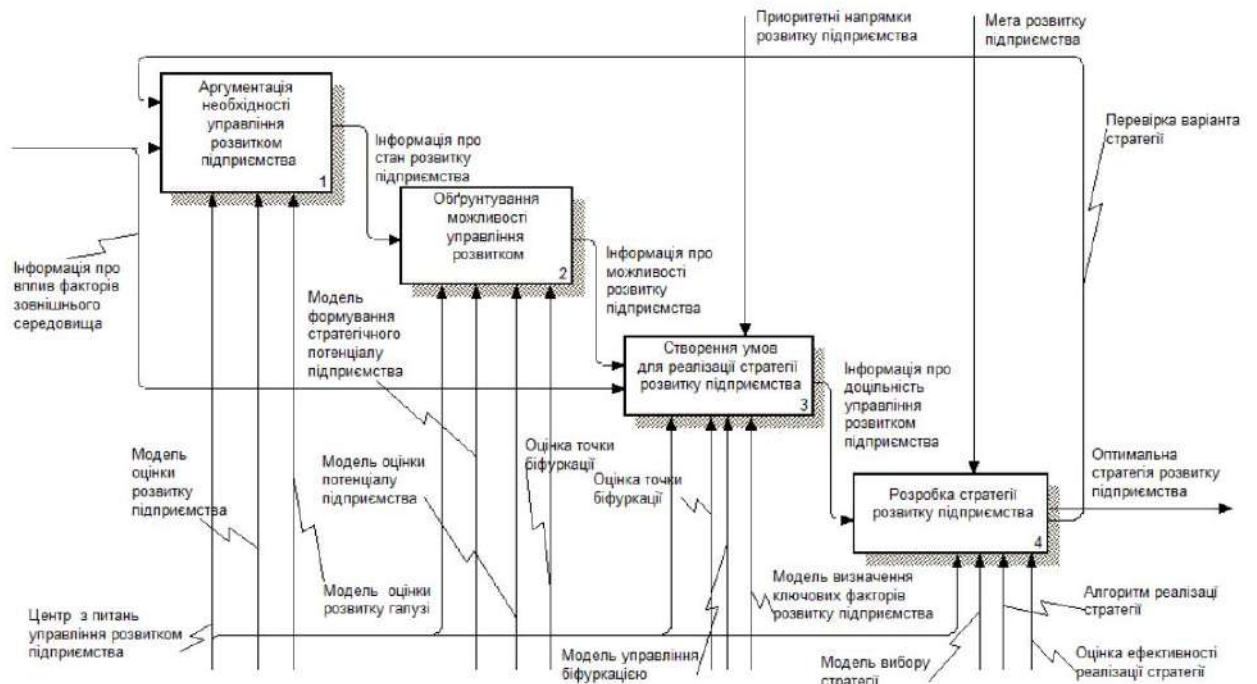 Приоритетні напрямки
розвитку підприємства
Мета розвитку
підприємства
Аргументація
необхідності
управління
розвитком
підприємства
1
Перевірка варіанта
стратегії
Інформація про
стан розвитку
підприємства
Обґрунтування
можливості
управління
розвитком
2
Інформація про
вплив факторів
зовнішнього
середовища
Інформація про
можливості
розвитку
підприємства
Модель
формування
стратегічного
потенціалу
підприємства
Створення умов
для реалізації стратегії
розвитку підприємства
3
Інформація про
доцільність
управління
розвитком
підприємства
Модель
оцінки
розвитку
підприємства
Модель оцінки
потенціалу
підприємства
Оцінка точки
біфуркації
Оцінка точки
біфуркації
Оптимальна
стратегія розвитку
підприємства
Розробка стратегії
розвитку підприємства
4
Модель оцінки
розвитку галузі
Модель визначення
ключових факторів
розвитку підприємства
Алгоритм реалізаці
стратегії
Центр з питань
управління розвитком
підприємства
Модель управління
біфуркацією
Модель вибору
стратегії
Оцінка ефективності
реалізації стратегії